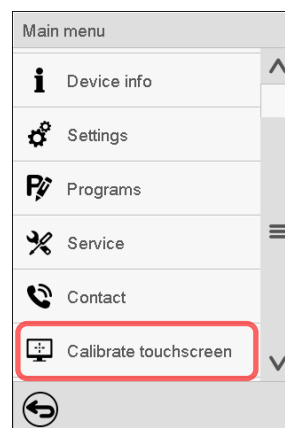 Main menu
Device info
Settings
Programs
Service
Contact
Calibrate touchscreen